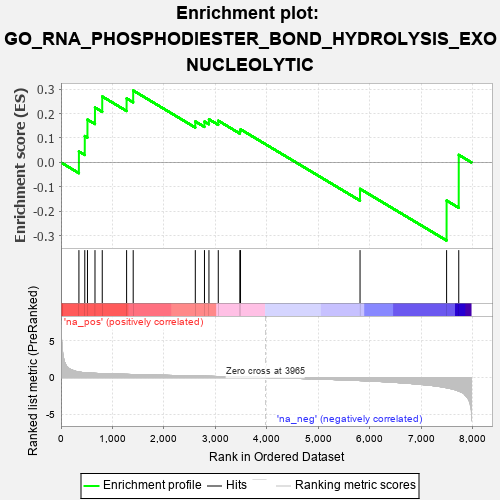 Enrichment plot:
GO_RNA_PHOSPHODIESTER_BOND_HYDROLYSIS_EXO
NUCLEOLYTIC
Enrichment score (ES)
0.3
0.2
0.1
0.0
-0.1
-0.2
-0.3
'na_pos' (positively correlated)
Ranked list metric (PreRanked)
5
0
-5
Zero cross at 3965
'na_neg' (negatively correlated)
0 1,000 2,000 3,000 4,000 5,000 6,000 7,000 8,000
Rank in Ordered Dataset
Enrichment profile Hits Ranking metric scores